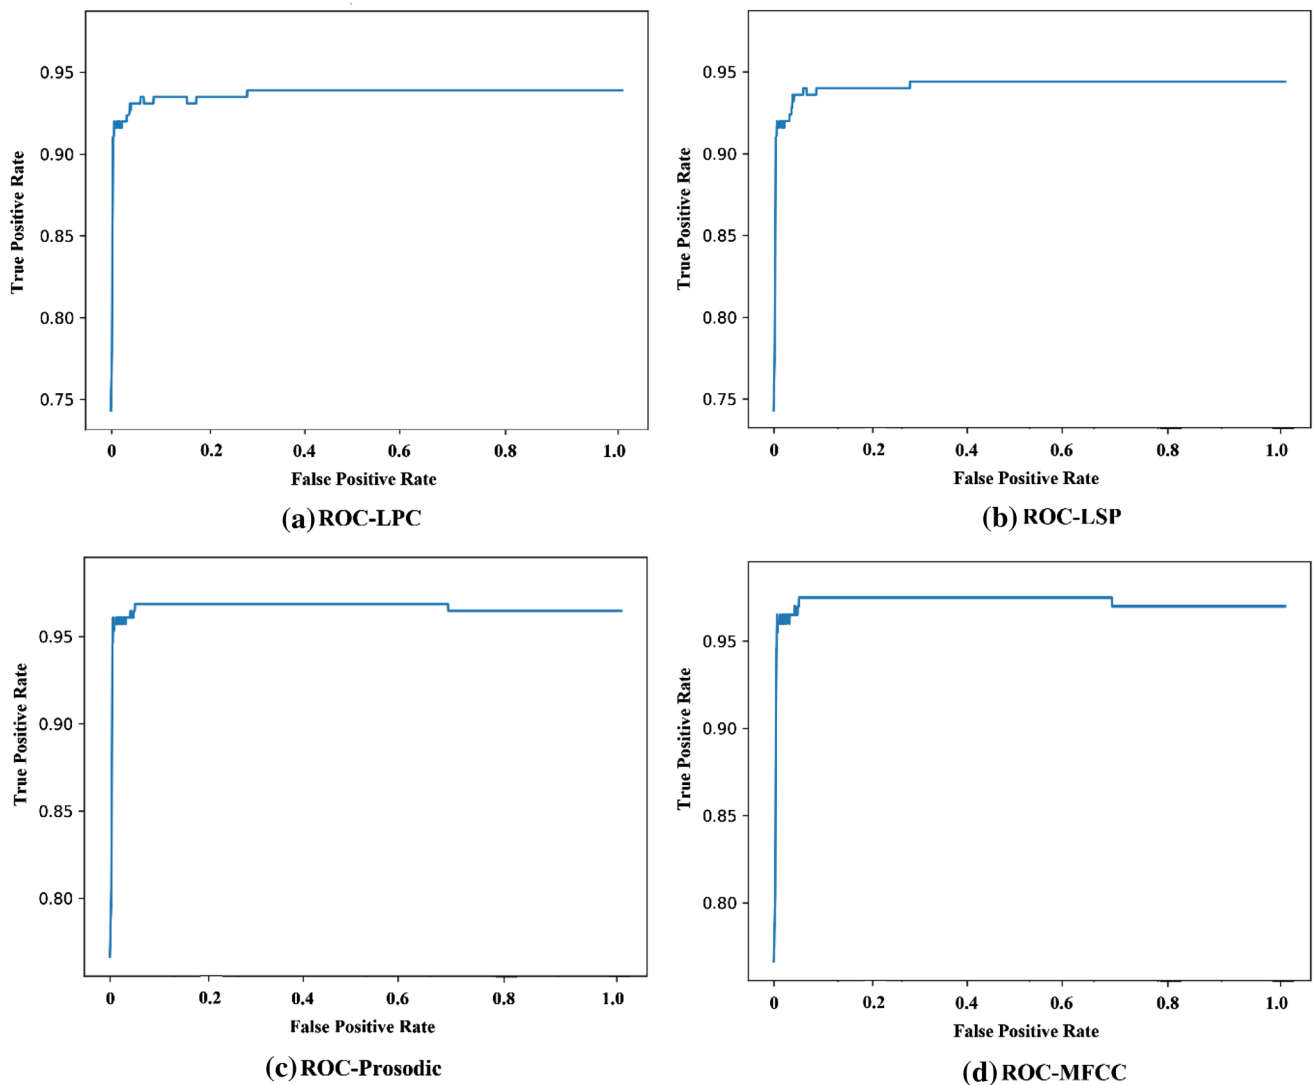 0.95
0.90
0.85
0.80
0.75
True Positive Rate
0 0.2 0.4 0.6 0.8 1.0
False Positive Rate
(a) ROC-LPC
0.95
0.90
0.85
0.80
0.75
True Positive Rate
0 0.2 0.4 0.6 0.8 1.0
False Positive Rate
(b) ROC-LSP
0.95
0.90
0.85
0.80
True Positive Rate
0 0.2 0.4 0.6 0.8 1.0
False Positive Rate
(c) ROC-Prosodic
0.95
0.90
0.85
0.80
True Positive Rate
0 0.2 0.4 0.6 0.8 1.0
False Positive Rate
(d) ROC-MFCC